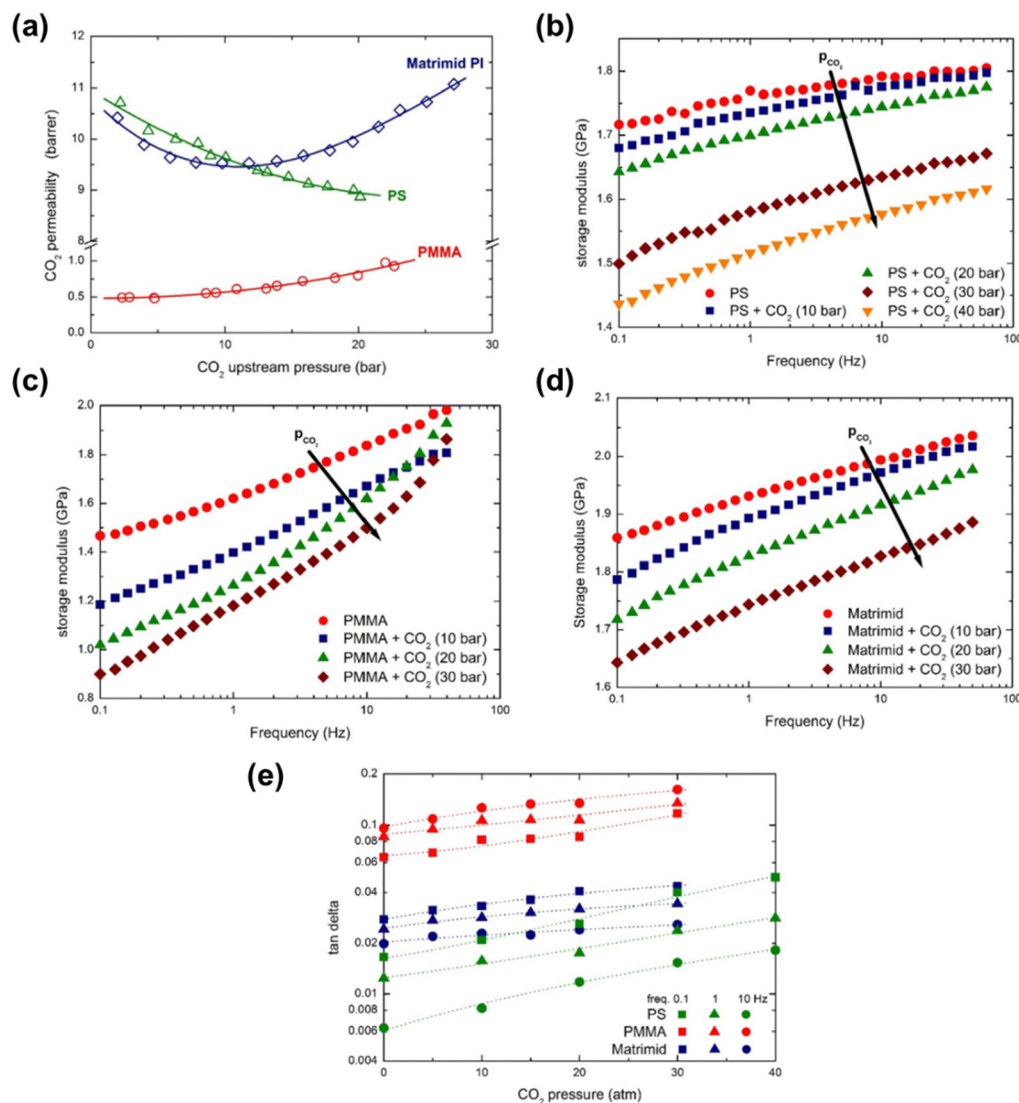 (a)
12
11
10
9
8
1.0
0.5
0.0
0
10
20
30
CO₂ permeability (barrer)
CO₂ upstream pressure (bar)
Matrimid PI
PS
PMMA
(b)
1.8
1.7
1.6
1.5
1.4
0.1
1
10
100
storage modulus (GPa)
Frequency (Hz)
pCO₂
PS
PS + CO₂ (10 bar)
PS + CO₂ (20 bar)
PS + CO₂ (30 bar)
PS + CO₂ (40 bar)
(c)
2.0
1.8
1.6
1.4
1.2
1.0
0.8
0.1
1
10
100
storage modulus (GPa)
Frequency (Hz)
pCO₂
PMMA
PMMA + CO₂ (10 bar)
PMMA + CO₂ (20 bar)
PMMA + CO₂ (30 bar)
(d)
2.1
2.0
1.9
1.8
1.7
1.6
0.1
1
10
100
Storage modulus (GPa)
Frequency (Hz)
pCO₂
Matrimid
Matrimid + CO₂ (10 bar)
Matrimid + CO₂ (20 bar)
Matrimid + CO₂ (30 bar)
(e)
0.2
0.1
0.08
0.06
0.04
0.02
0.01
0.008
0.006
0.004
0
10
20
30
40
tan delta
CO₂ pressure (atm)
freq. 0.1 1 10 Hz
PS
PMMA
Matrimid